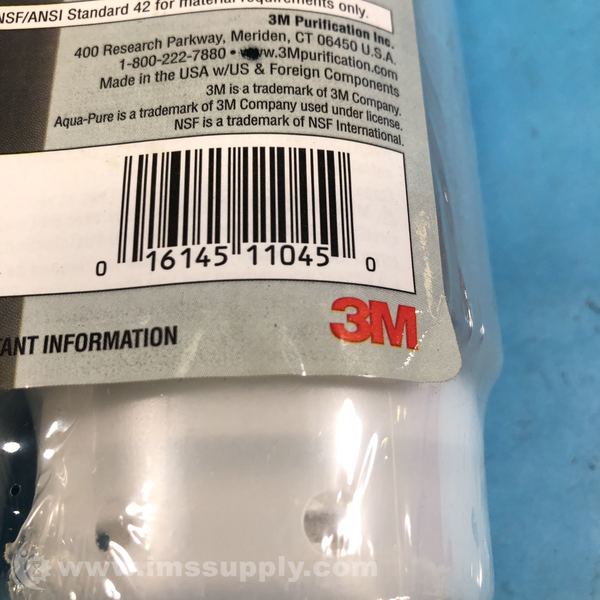 NSF/ANSI Standard 42 for material requirements only.
3M Purification Inc.
400 Research Parkway, Meriden, CT 06450 U.S.A.
1-800-222-7880 • www.3Mpurification.com
Made in the USA w/US & Foreign Components
3M is a trademark of 3M Company.
Aqua-Pure is a trademark of 3M Company used under license.
NSF is a trademark of NSF International.
0 16145 11045 0
TANT INFORMATION
3M
www.imssupply.com